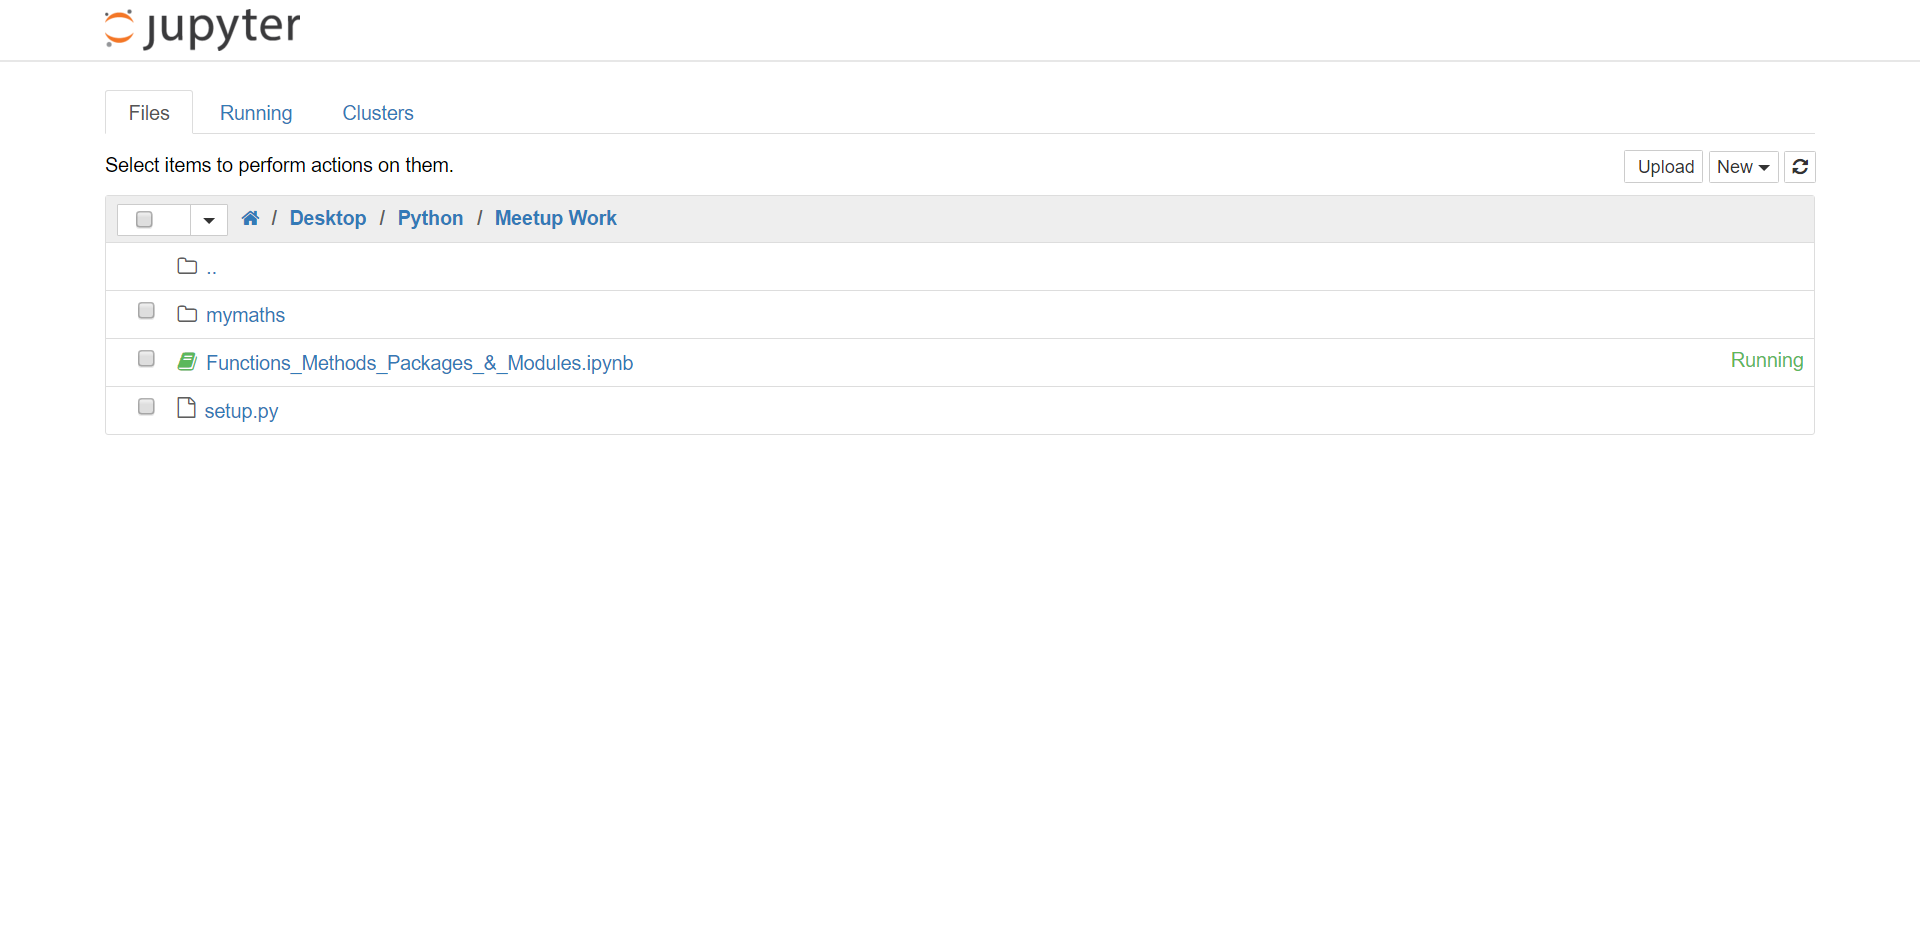 jupyter
Files Running Clusters
Select items to perform actions on them. Upload New
/ Desktop / Python / Meetup Work
..
mymaths
Functions_Methods_Packages_&_Modules.ipynb Running
setup.py